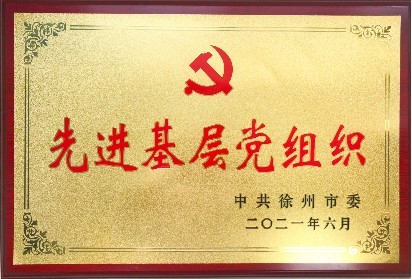 先进基层党组织
中共徐州市委
二〇二一年六月